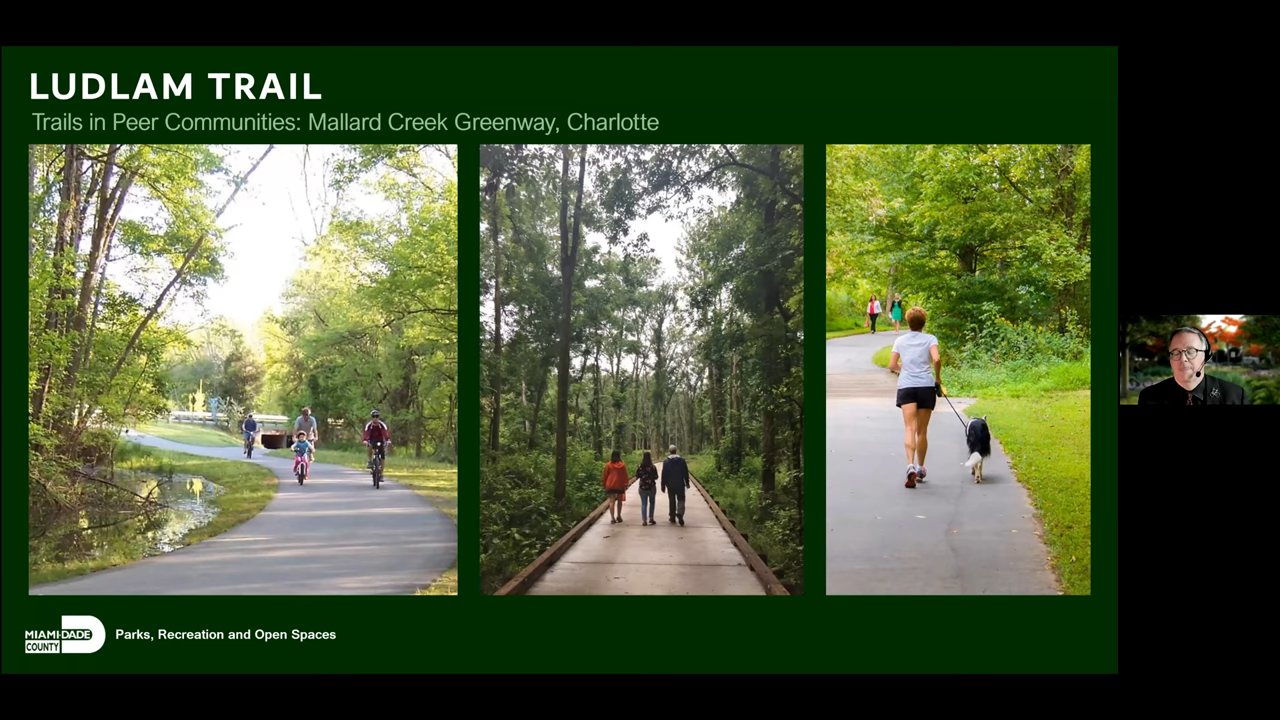 LUDLAM TRAIL
Trails in Peer Communities: Mallard Creek Greenway, Charlotte
MIAMI-DADE
COUNTY
Parks, Recreation and Open Spaces